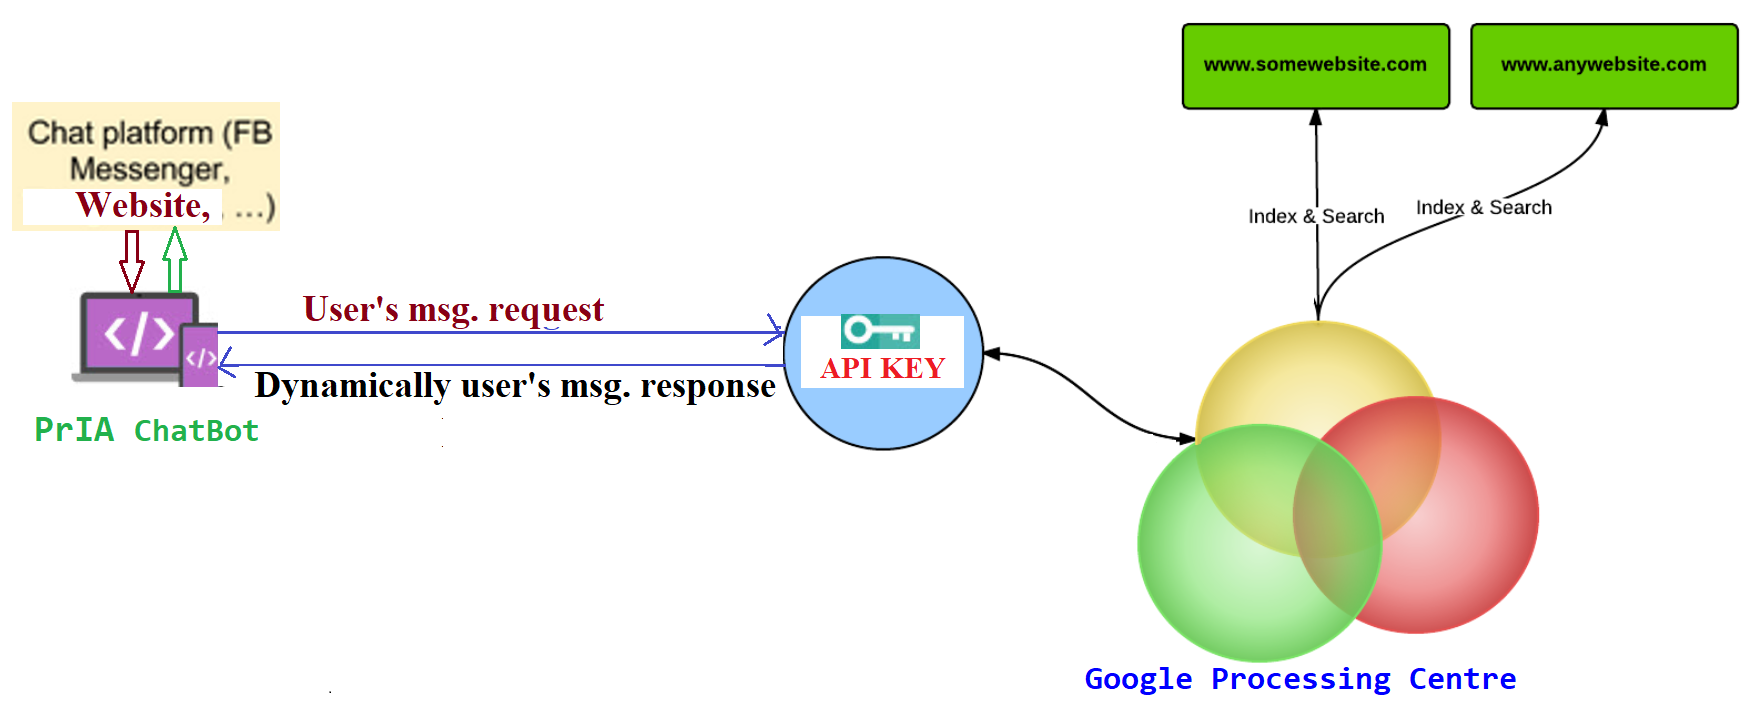 Chat platform (FB
Messenger,
Website, , ...)
</>
</>
PrIA ChatBot
User's msg. request
Dynamically user's msg. response
API KEY
www.somewebsite.com
www.anywebsite.com
Index & Search
Index & Search
Google Processing Centre